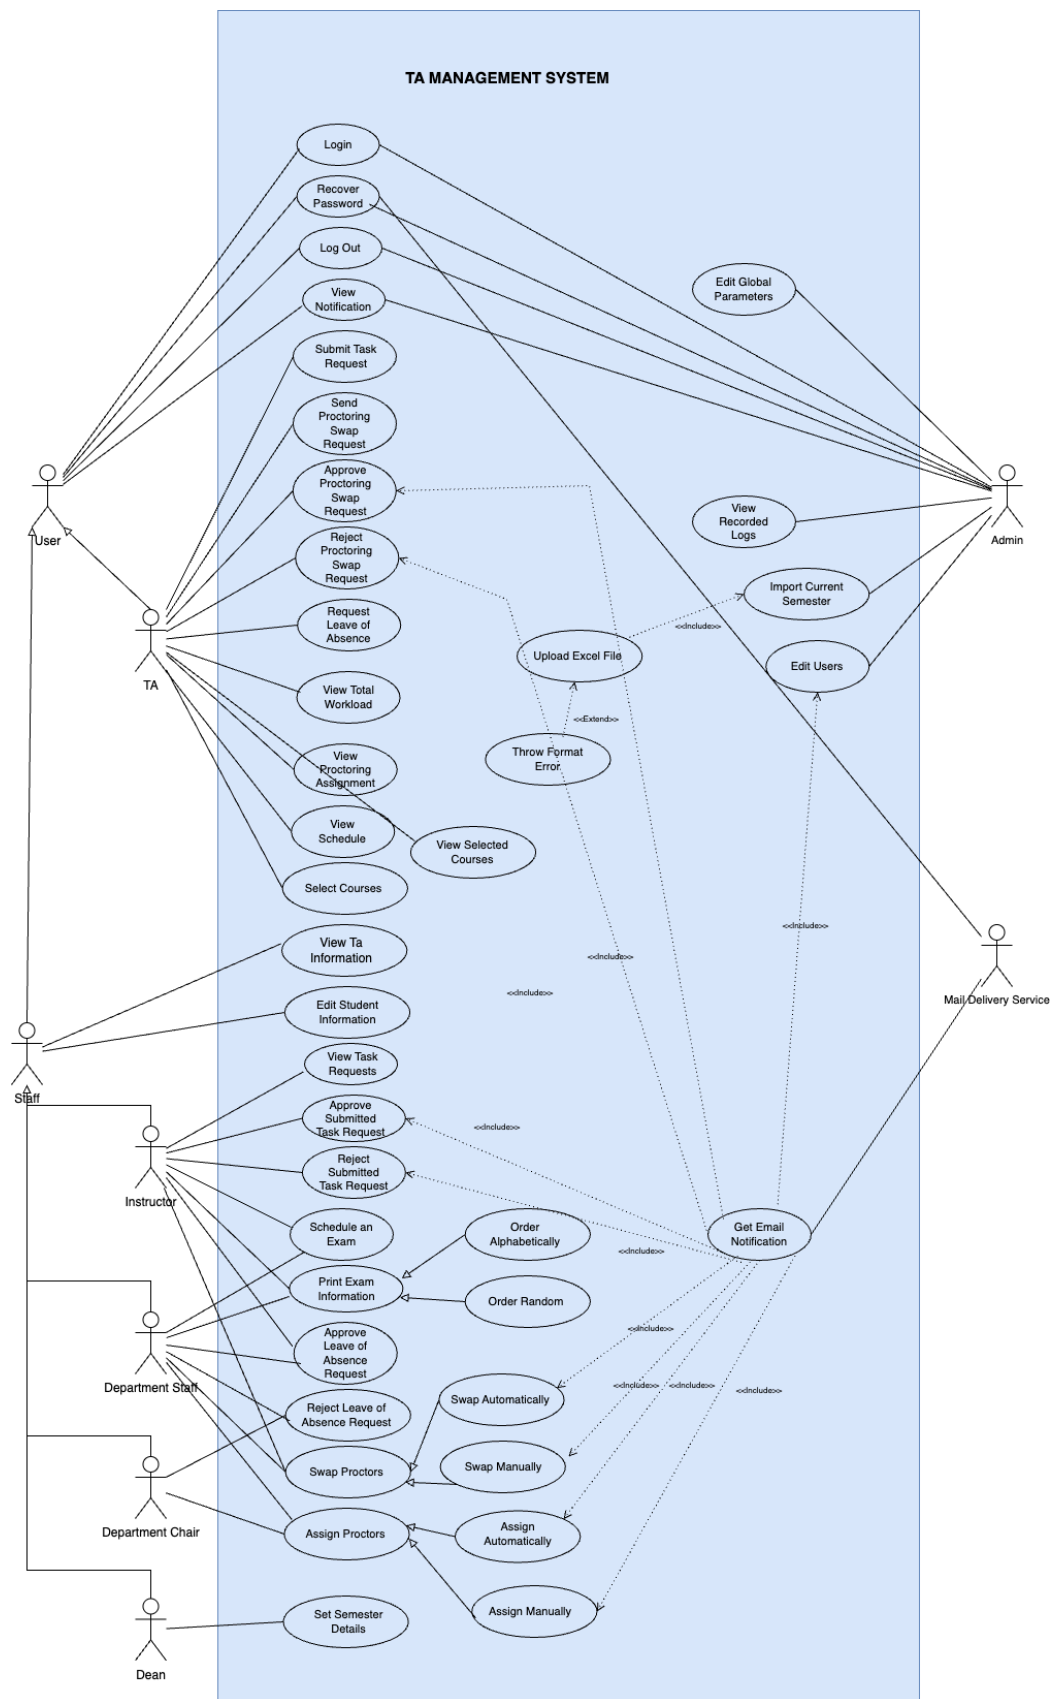 TA MANAGEMENT SYSTEM
Login
Recover
Password
Log Out
View
Notification
Edit Global
Parameters
Submit Task
Request
Send
Proctoring
Swap
Request
Approve
Proctoring
Swap
Request
User
View
Recorded
Logs
Admin
Reject
Proctoring
Swap
Request
Import Current
Semester
Request
Leave of
Absence
<<Include>>
Upload Excel File
Edit Users
TA
View Total
Workload
<<Extend>>
Throw Format
Error
View
Proctoring
Assignment
View
Schedule
View Selected
Courses
Select Courses
<<Include>>
View Ta
Information
<<Include>>
<<Include>>
Mail Delivery Service
Edit Student
Information
View Task
Requests
Staff
Approve
Submitted
Task Request
<<Include>>
Reject
Submitted
Task Request
Instructor
Schedule an
Exam
Order
Alphabetically
Get Email
Notification
<<Include>>
Print Exam
Information
Order Random
<<Include>>
Approve
Leave of
Absence
Request
Department Staff
<<Include>>
<<Include>>
<<Include>>
Swap Automatically
Reject Leave of
Absence Request
Swap Manually
Swap Proctors
Department Chair
Assign Proctors
Assign
Automatically
Assign Manually
Set Semester
Details
Dean